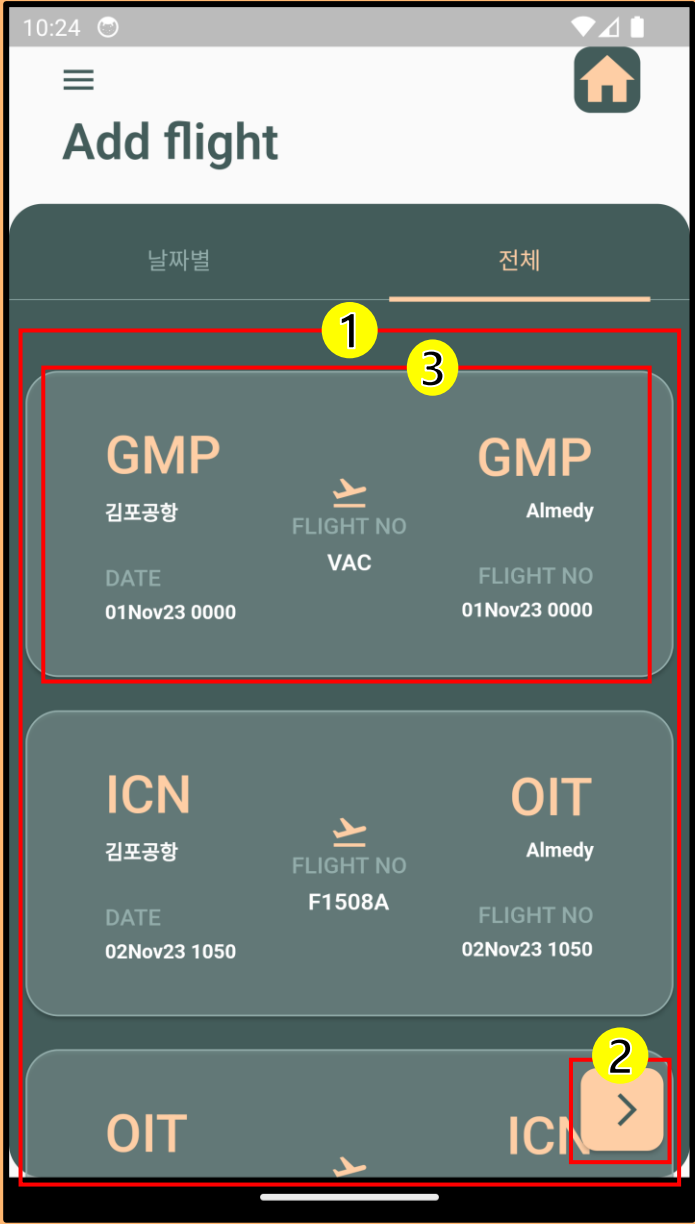 10:24
Add flight
날짜별 전체
1
3
GMP GMP
김포공항 Almedy
FLIGHT NO
VAC
DATE FLIGHT NO
01Nov23 0000 01Nov23 0000
ICN OIT
김포공항 Almedy
FLIGHT NO
F1508A
DATE FLIGHT NO
02Nov23 1050 02Nov23 1050
2
OIT ICN